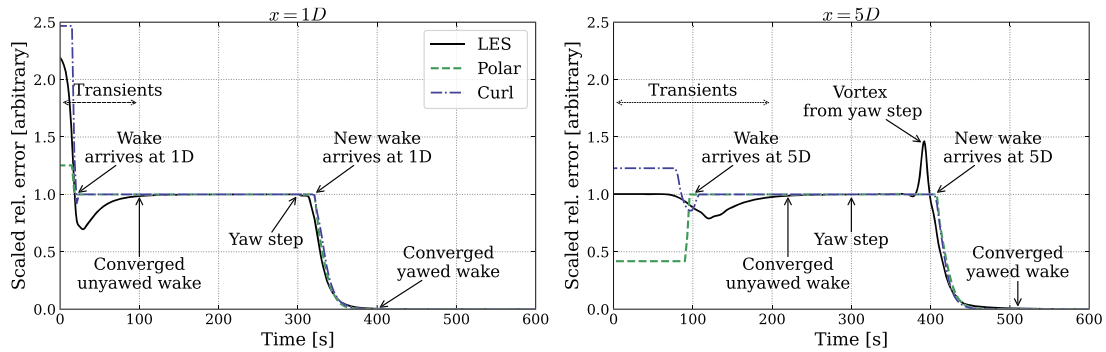 x = 1D
Scaled rel. error [arbitrary]
2.5
2.0
1.5
1.0
0.5
0.0
LES
Polar
Curl
Transients
Wake
arrives at 1D
New wake
arrives at 1D
Yaw step
Converged
unyawed wake
Converged
yawed wake
0 100 200 300 400 500 600
Time [s]
x = 5D
Scaled rel. error [arbitrary]
2.5
2.0
1.5
1.0
0.5
0.0
Transients
Vortex
from yaw step
Wake
arrives at 5D
New wake
arrives at 5D
Converged
unyawed wake
Yaw step
Converged
yawed wake
0 100 200 300 400 500 600
Time [s]